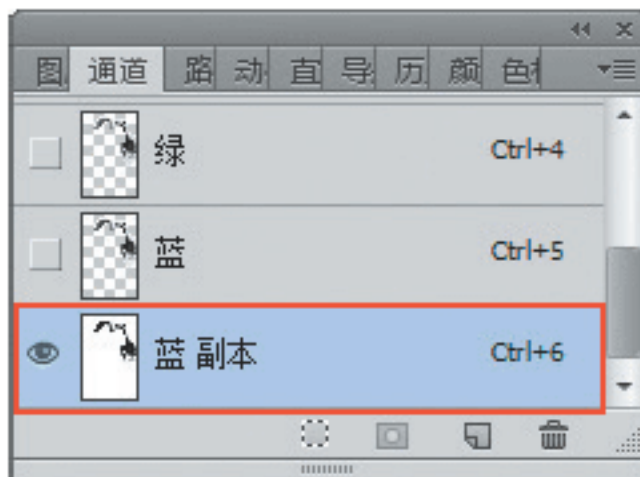 图 通道 路 动 直 导 历 颜 色
绿 Ctrl+4
蓝 Ctrl+5
蓝 副本 Ctrl+6